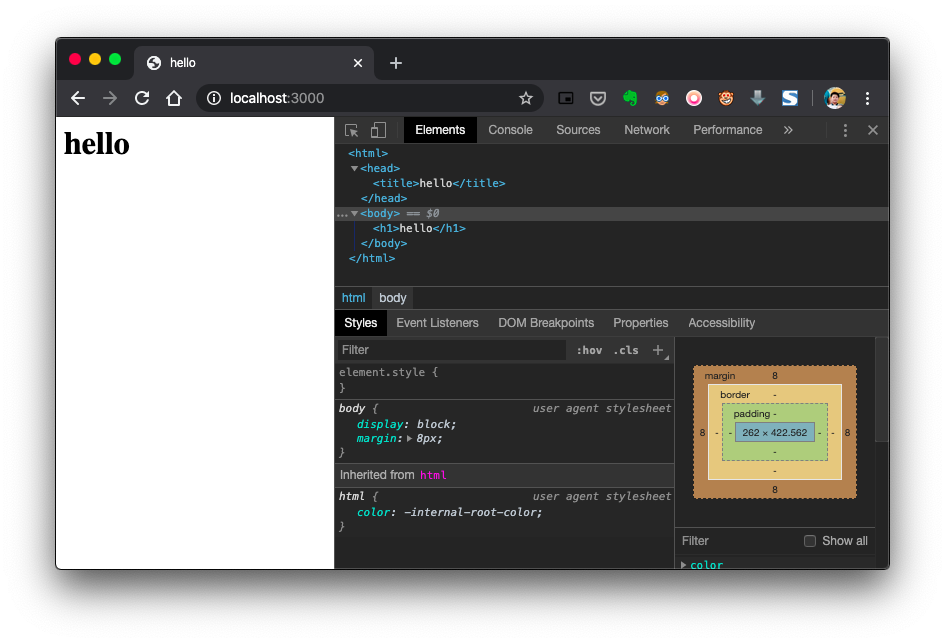 hello
localhost:3000
hello
Elements Console Sources Network Performance »
<html>
<head>
<title>hello</title>
</head>
... <body> == $0
<h1>hello</h1>
</body>
</html>
html body
Styles Event Listeners DOM Breakpoints Properties Accessibility
Filter :hov .cls +
element.style {
}
body { user agent stylesheet
display: block;
margin: 8px;
}
Inherited from html
html { user agent stylesheet
color: -internal-root-color;
}
margin 8
border -
padding -
8 - - 262 × 422.562 - - 8
-
-
8
Filter Show all
color